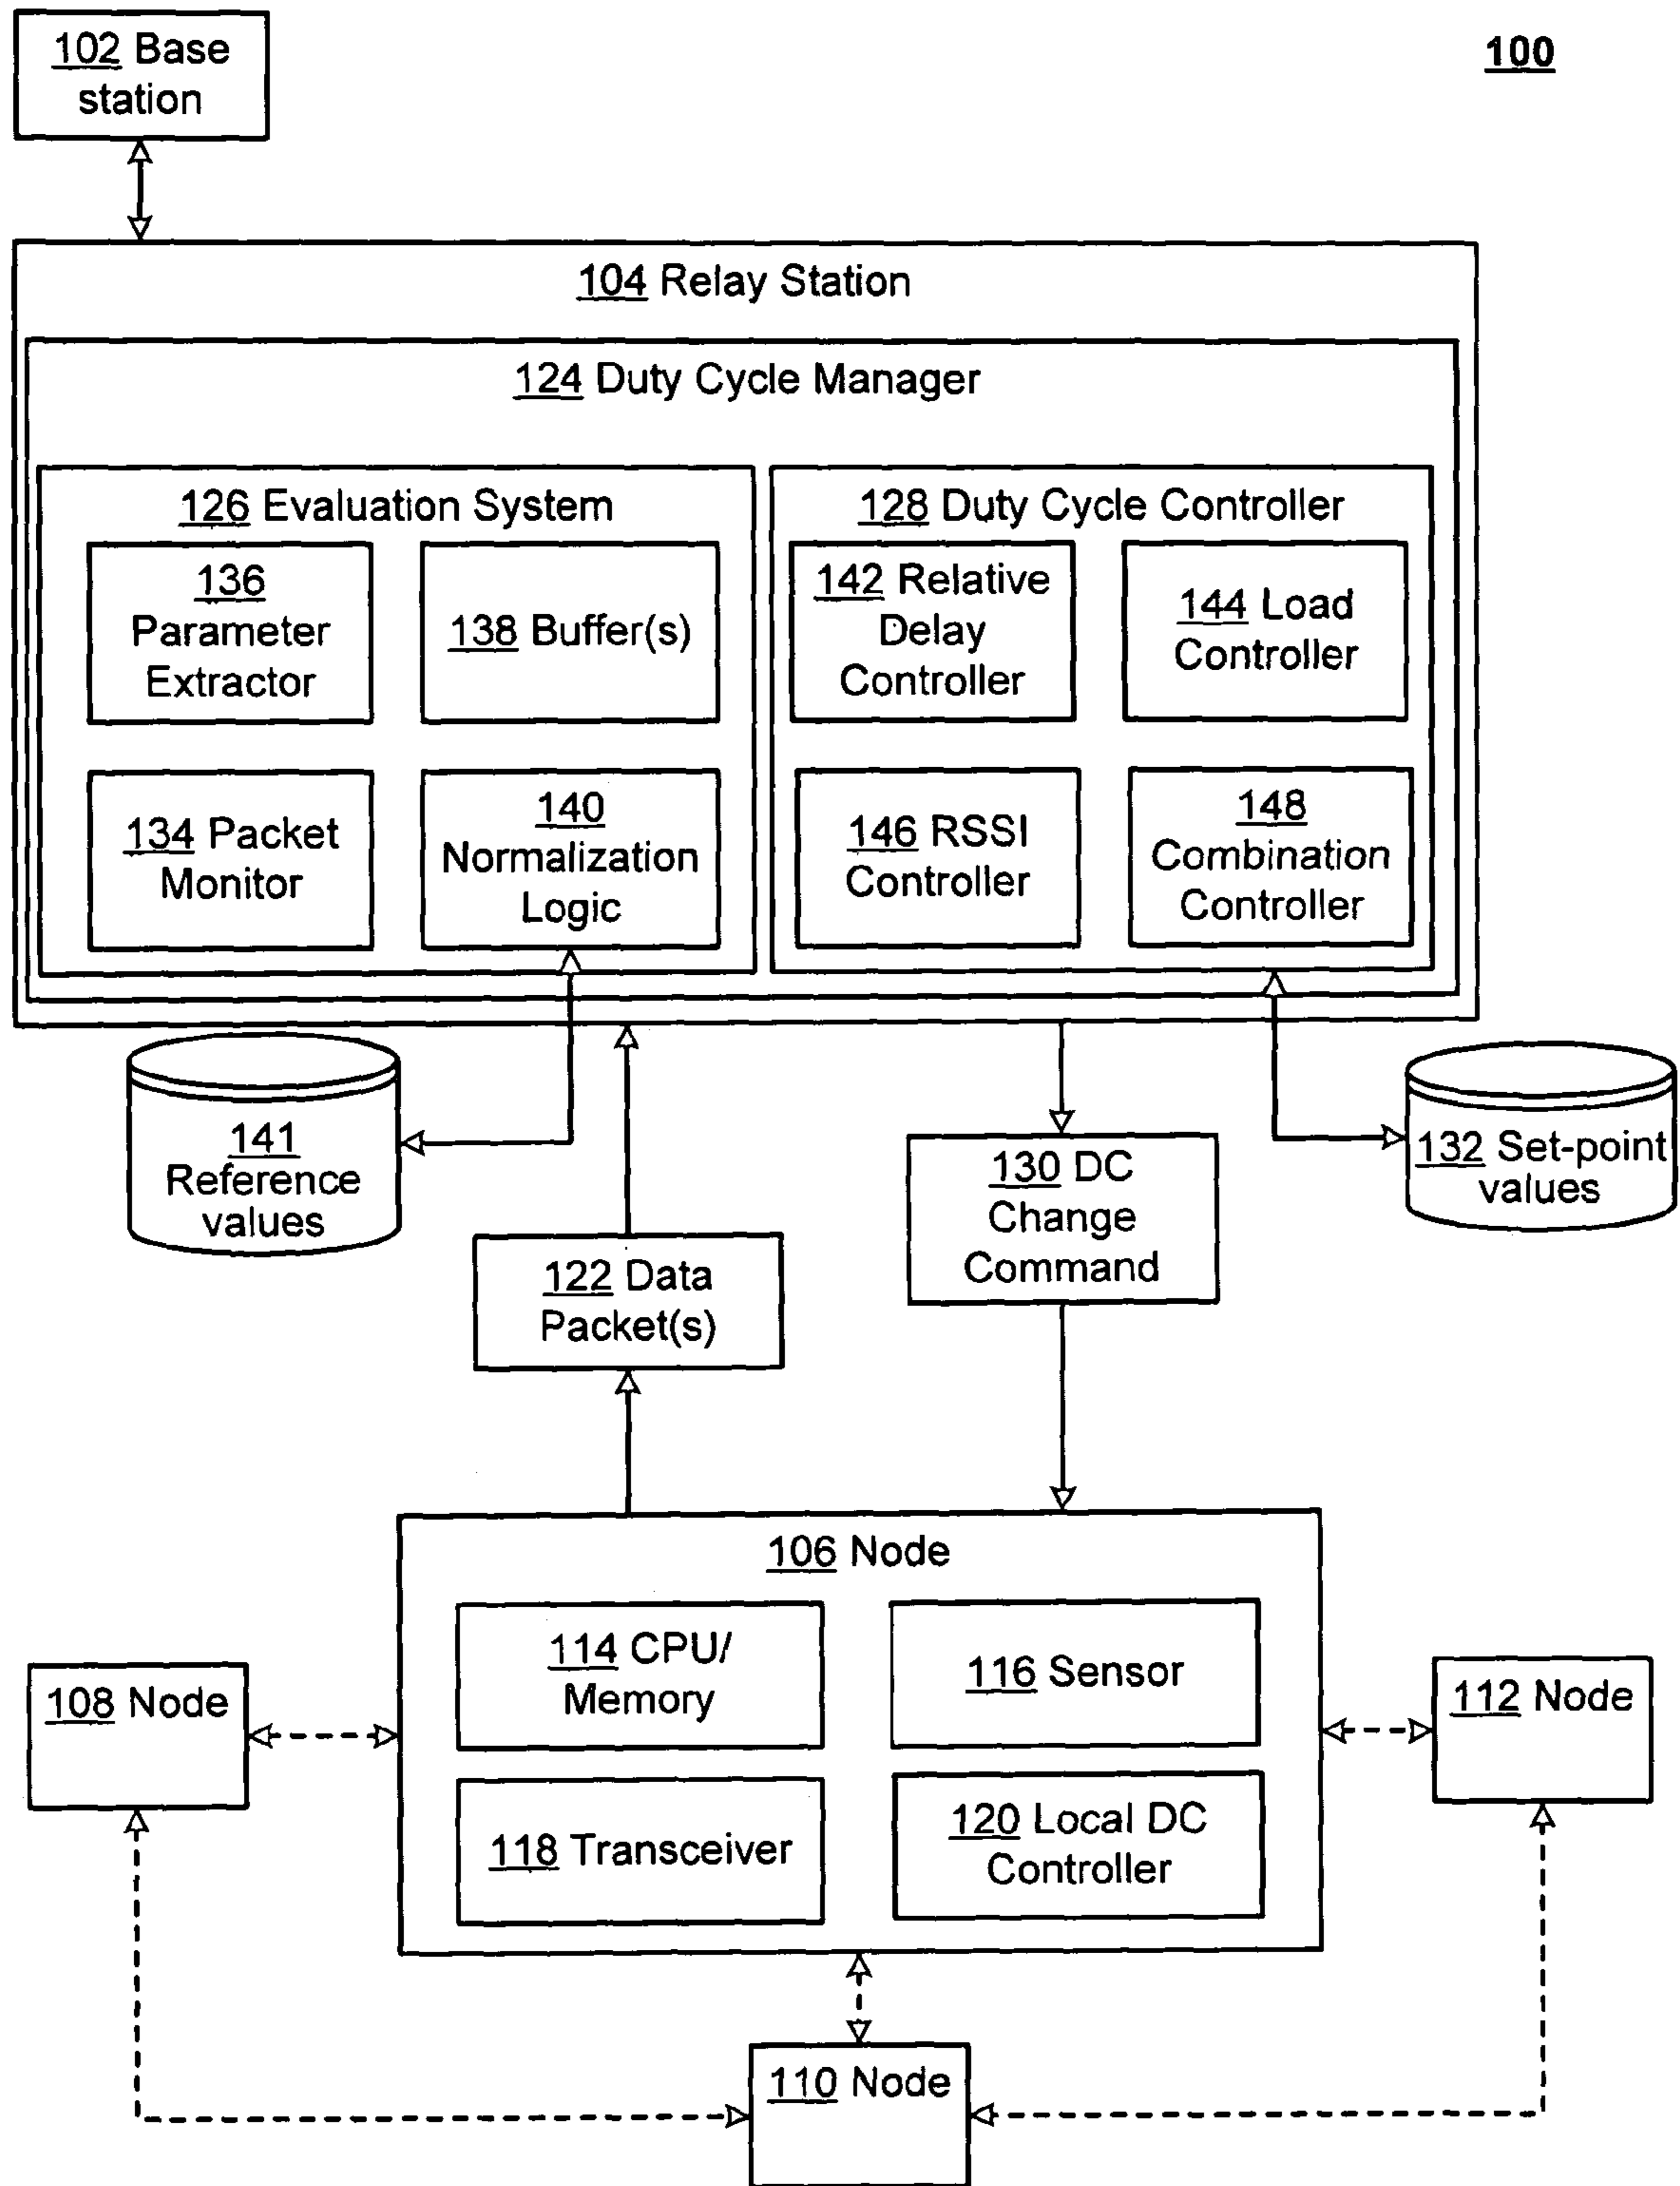 102 Base
station
100
104 Relay Station
124 Duty Cycle Manager
126 Evaluation System
136
Parameter
Extractor
138 Buffer(s)
134 Packet
Monitor
140
Normalization
Logic
128 Duty Cycle Controller
142 Relative
Delay
Controller
144 Load
Controller
146 RSSI
Controller
148
Combination
Controller
141
Reference
values
122 Data
Packet(s)
130 DC
Change
Command
132 Set-point
values
106 Node
114 CPU/
Memory
116 Sensor
118 Transceiver
120 Local DC
Controller
108 Node
112 Node
110 Node